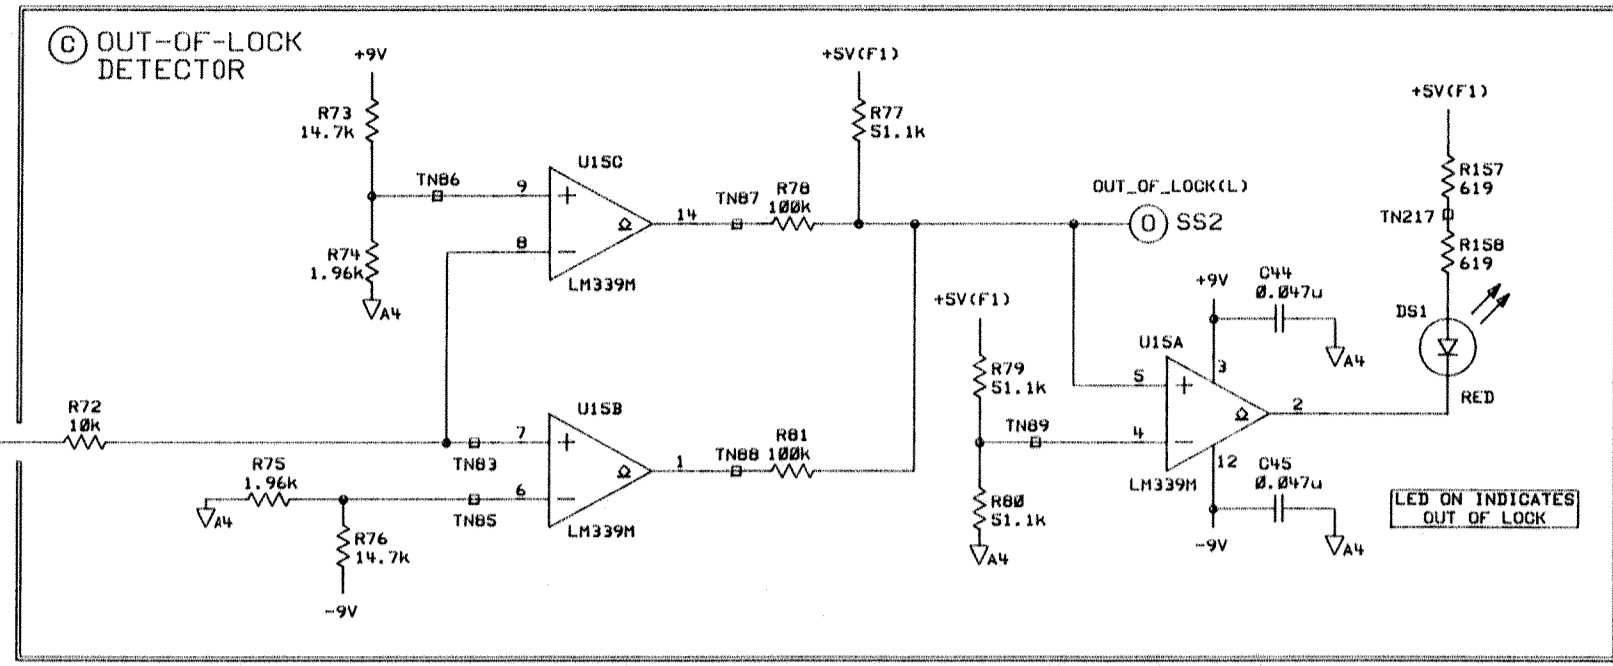 C OUT-OF-LOCK
DETECTOR
+9V
R73
14.7k
TN86
9
R74
1.96k
A4
8
U15C
+
−
LM339M
14
TN87
R78
100k
+5V(F1)
R77
51.1k
OUT_OF_LOCK(L)
O SS2
+5V(F1)
R157
619
TN217
R158
619
DS1
RED
R72
10k
TN83
7
R75
1.96k
A4
TN85
6
R76
14.7k
-9V
U15B
+
−
LM339M
1
TN88
R81
100k
+5V(F1)
R79
51.1k
TN89
R80
51.1k
A4
+9V
C44
0.047u
A4
U15A
3
5
+
4
−
2
12
LM339M
C45
0.047u
-9V
A4
LED ON INDICATES
OUT OF LOCK